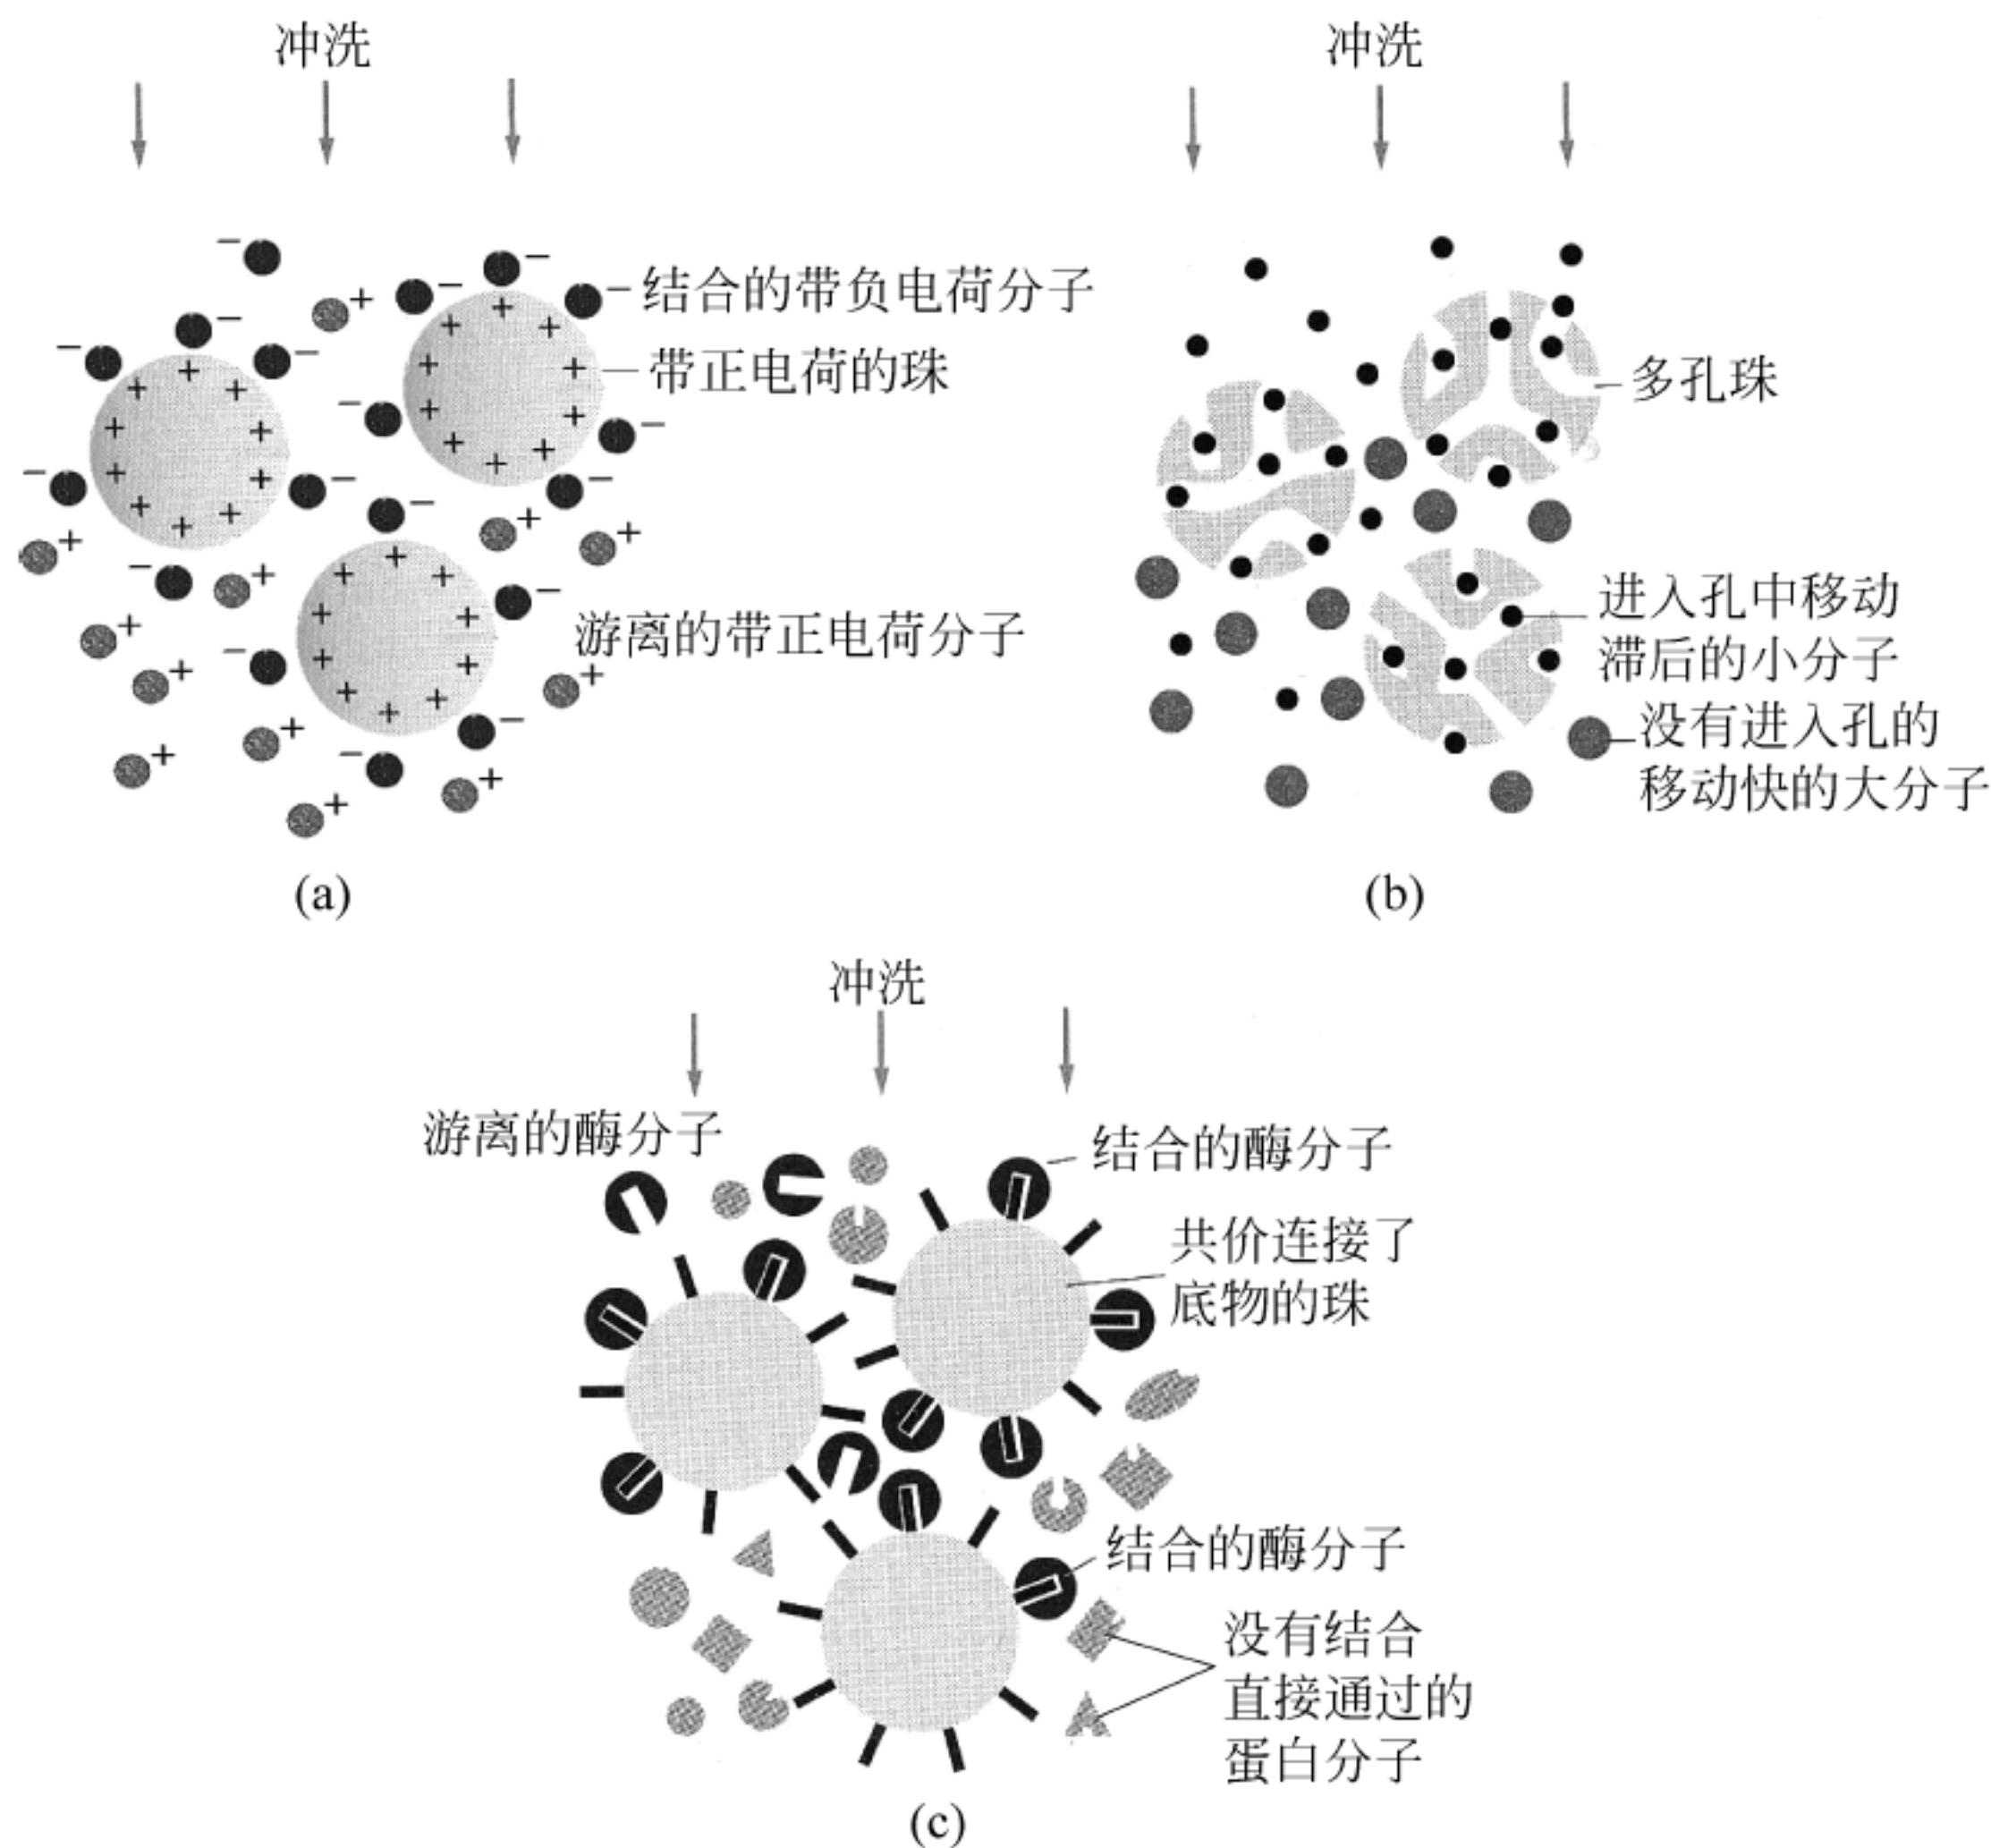 冲洗
结合的带负电荷分子
带正电荷的珠
游离的带正电荷分子
(a)
冲洗
多孔珠
进入孔中移动
滞后的小分子
没有进入孔的
移动快的大分子
(b)
冲洗
游离的酶分子
结合的酶分子
共价连接了
底物的珠
结合的酶分子
没有结合
直接通过的
蛋白分子
(c)